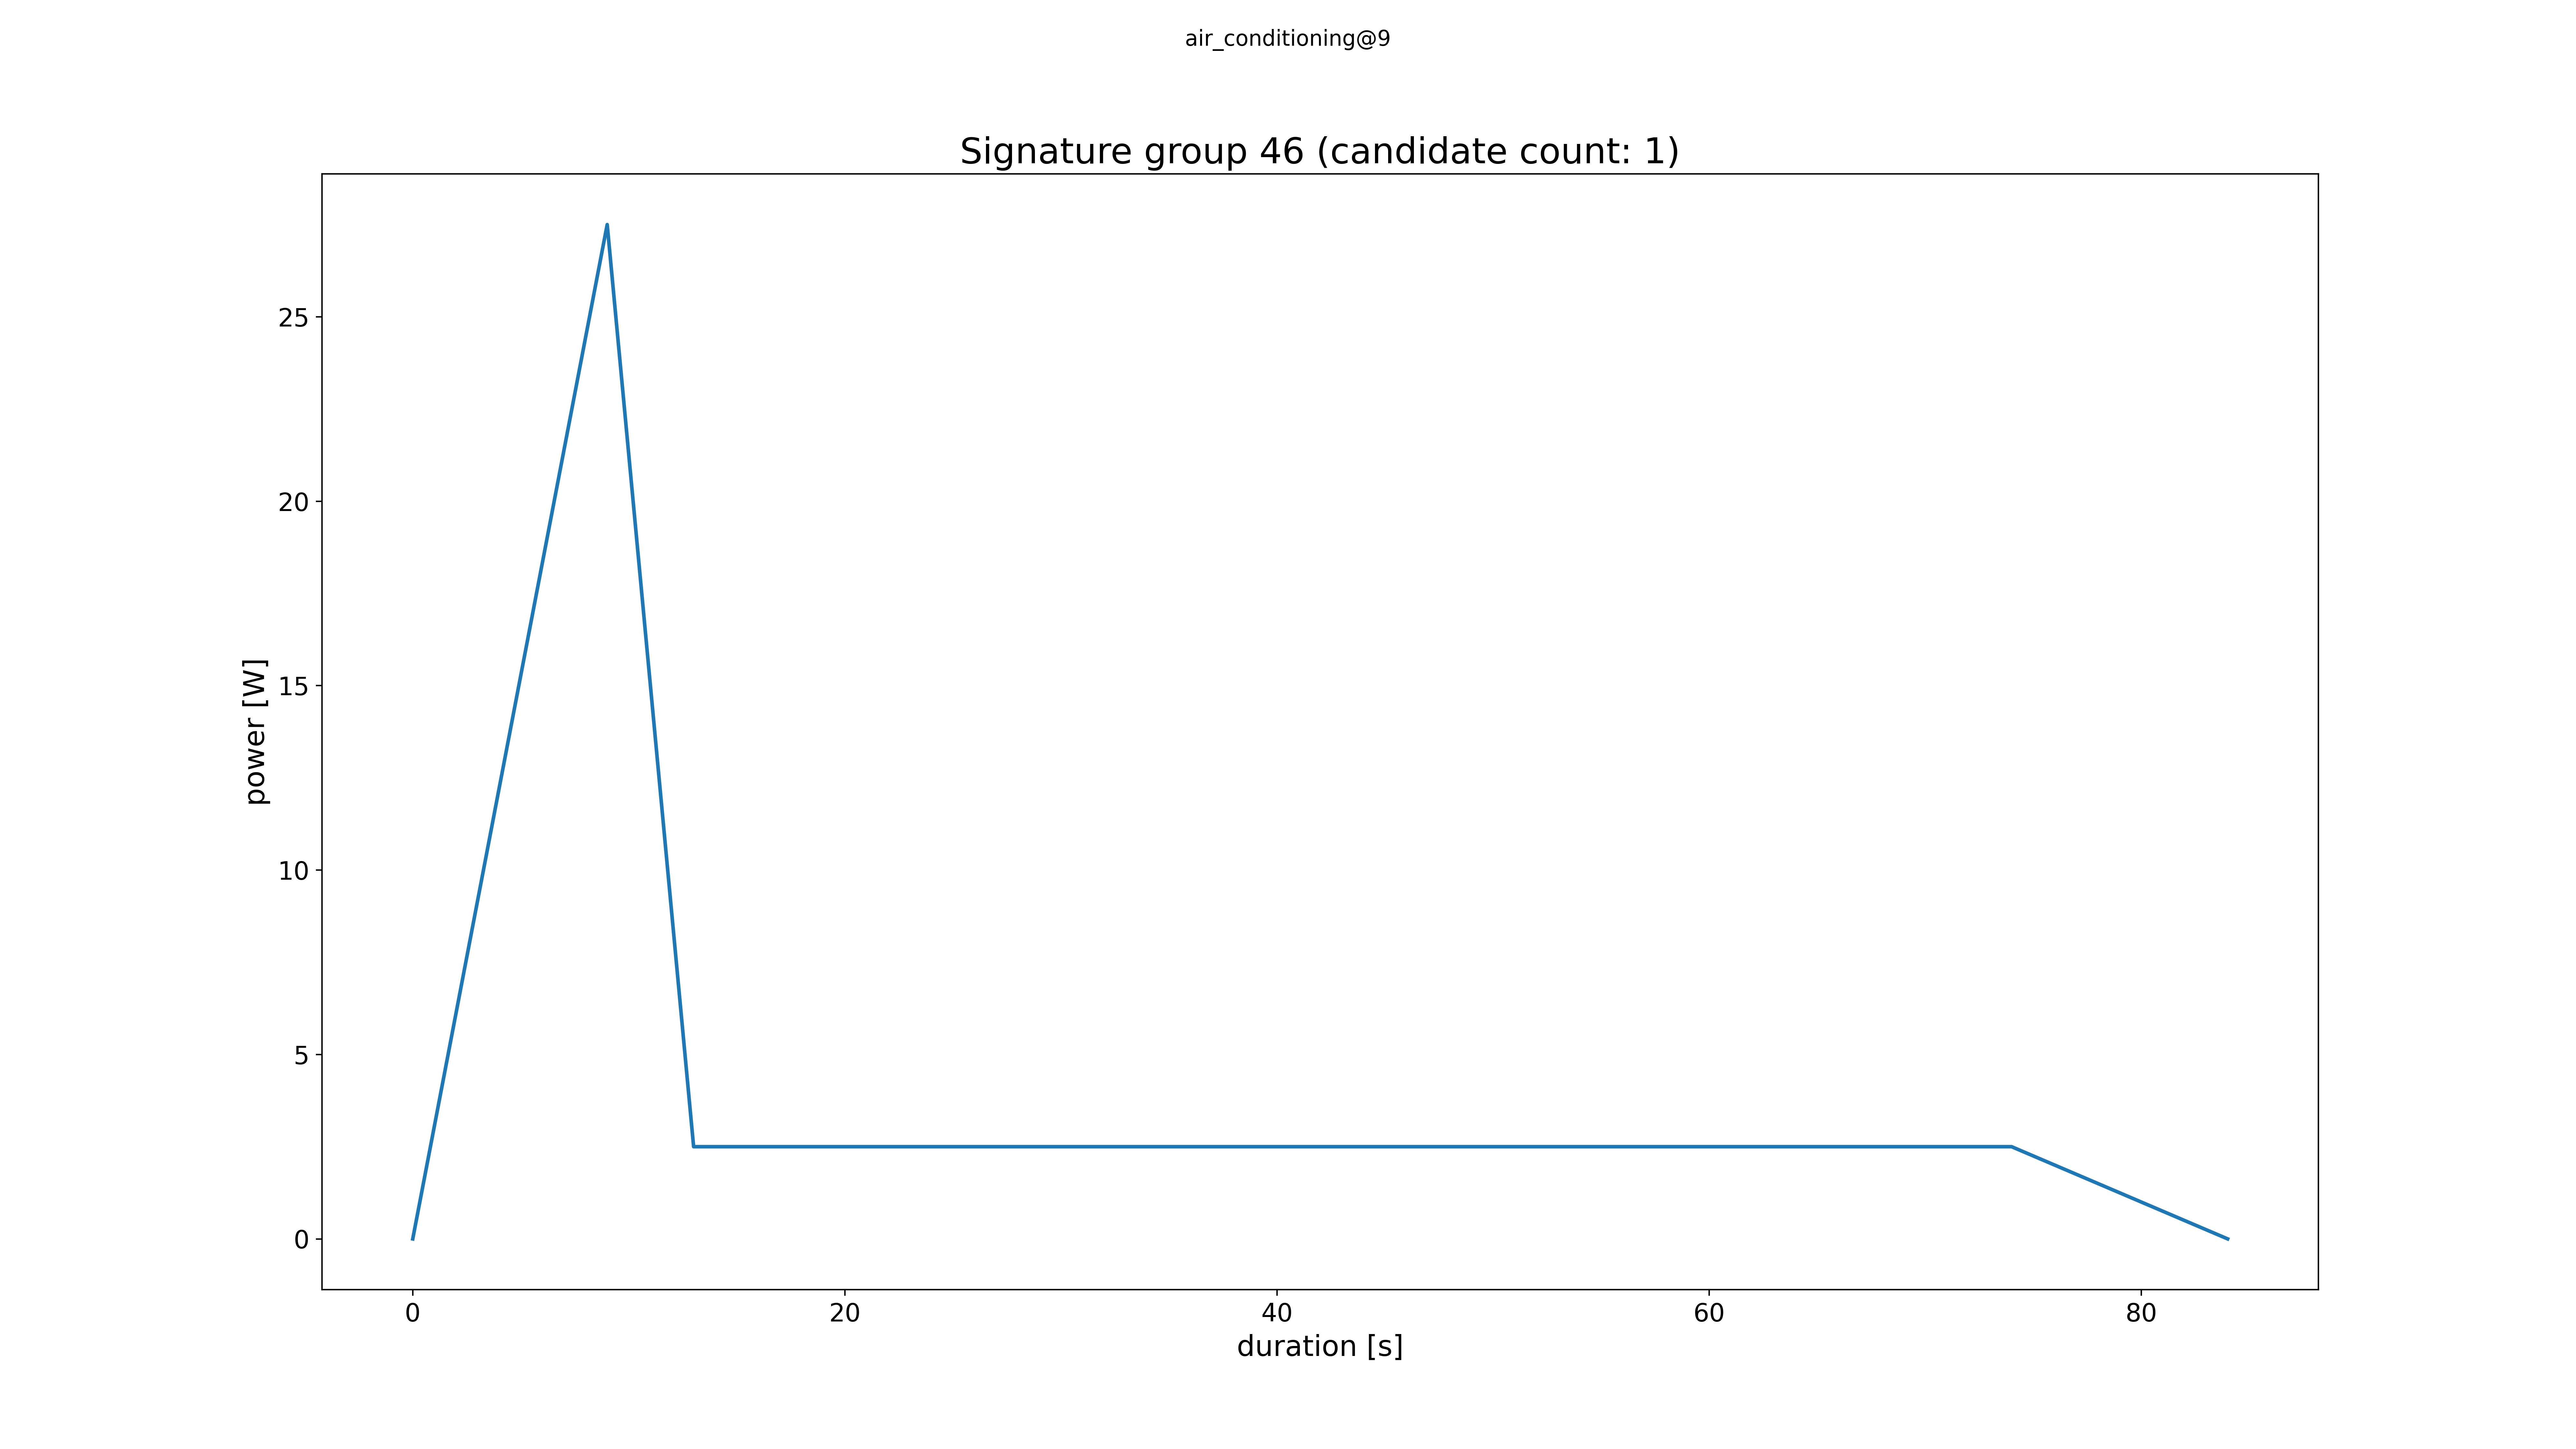 air_conditioning@9
Signature group 46 (candidate count: 1)
power [W]
25
20
15
10
5
0
0 20 40 60 80
duration [s]